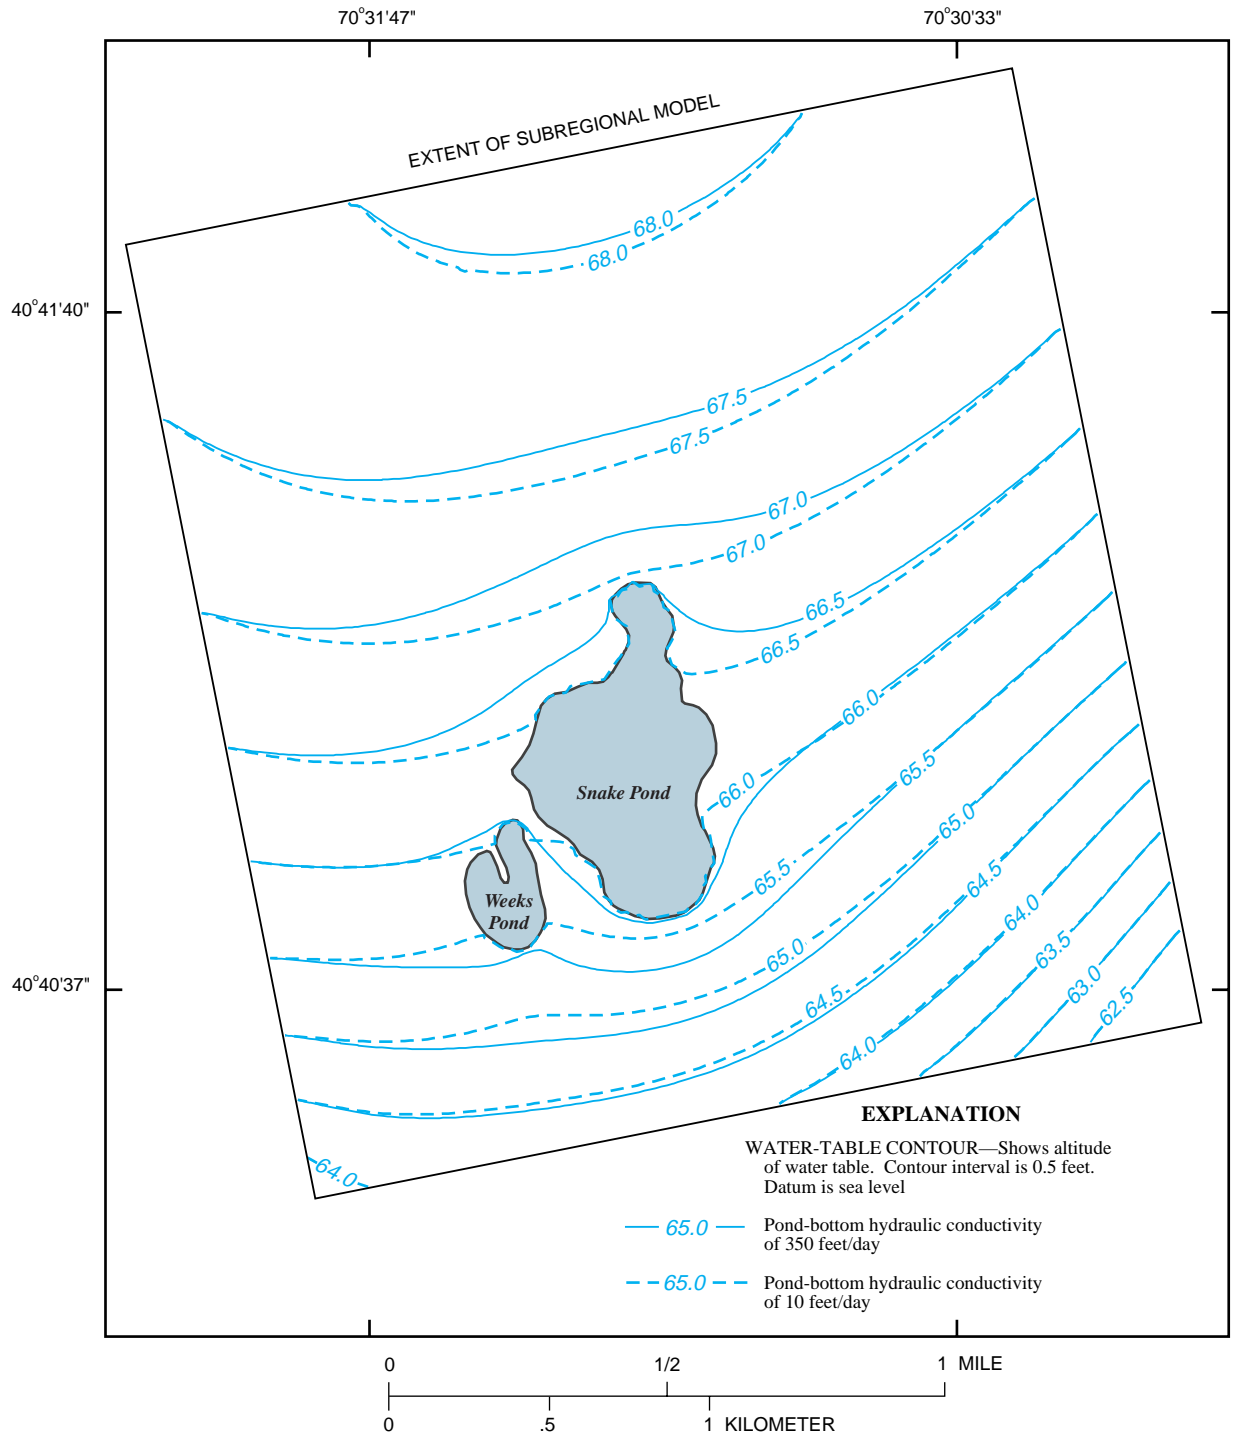 70°31'47"
70°30'33"
EXTENT OF SUBREGIONAL MODEL
68.0
68.0
40°41'40"
67.5
67.5
67.0
67.0
66.5
66.5
66.0
66.0
65.5
Snake Pond
65.0
65.5
64.5
Weeks
Pond
64.0
65.0
63.5
40°40'37"
63.0
64.5
62.5
64.0
EXPLANATION
WATER-TABLE CONTOUR—Shows altitude
of water table. Contour interval is 0.5 feet.
Datum is sea level
64.0
65.0 Pond-bottom hydraulic conductivity
of 350 feet/day
65.0 Pond-bottom hydraulic conductivity
of 10 feet/day
0 1/2 1 MILE
0 .5 1 KILOMETER